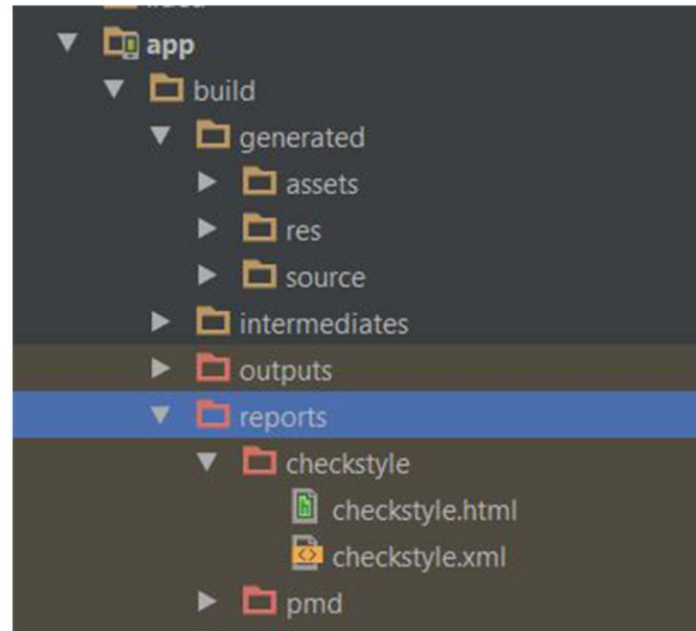 app
build
generated
assets
res
source
intermediates
outputs
reports
checkstyle
checkstyle.html
checkstyle.xml
pmd